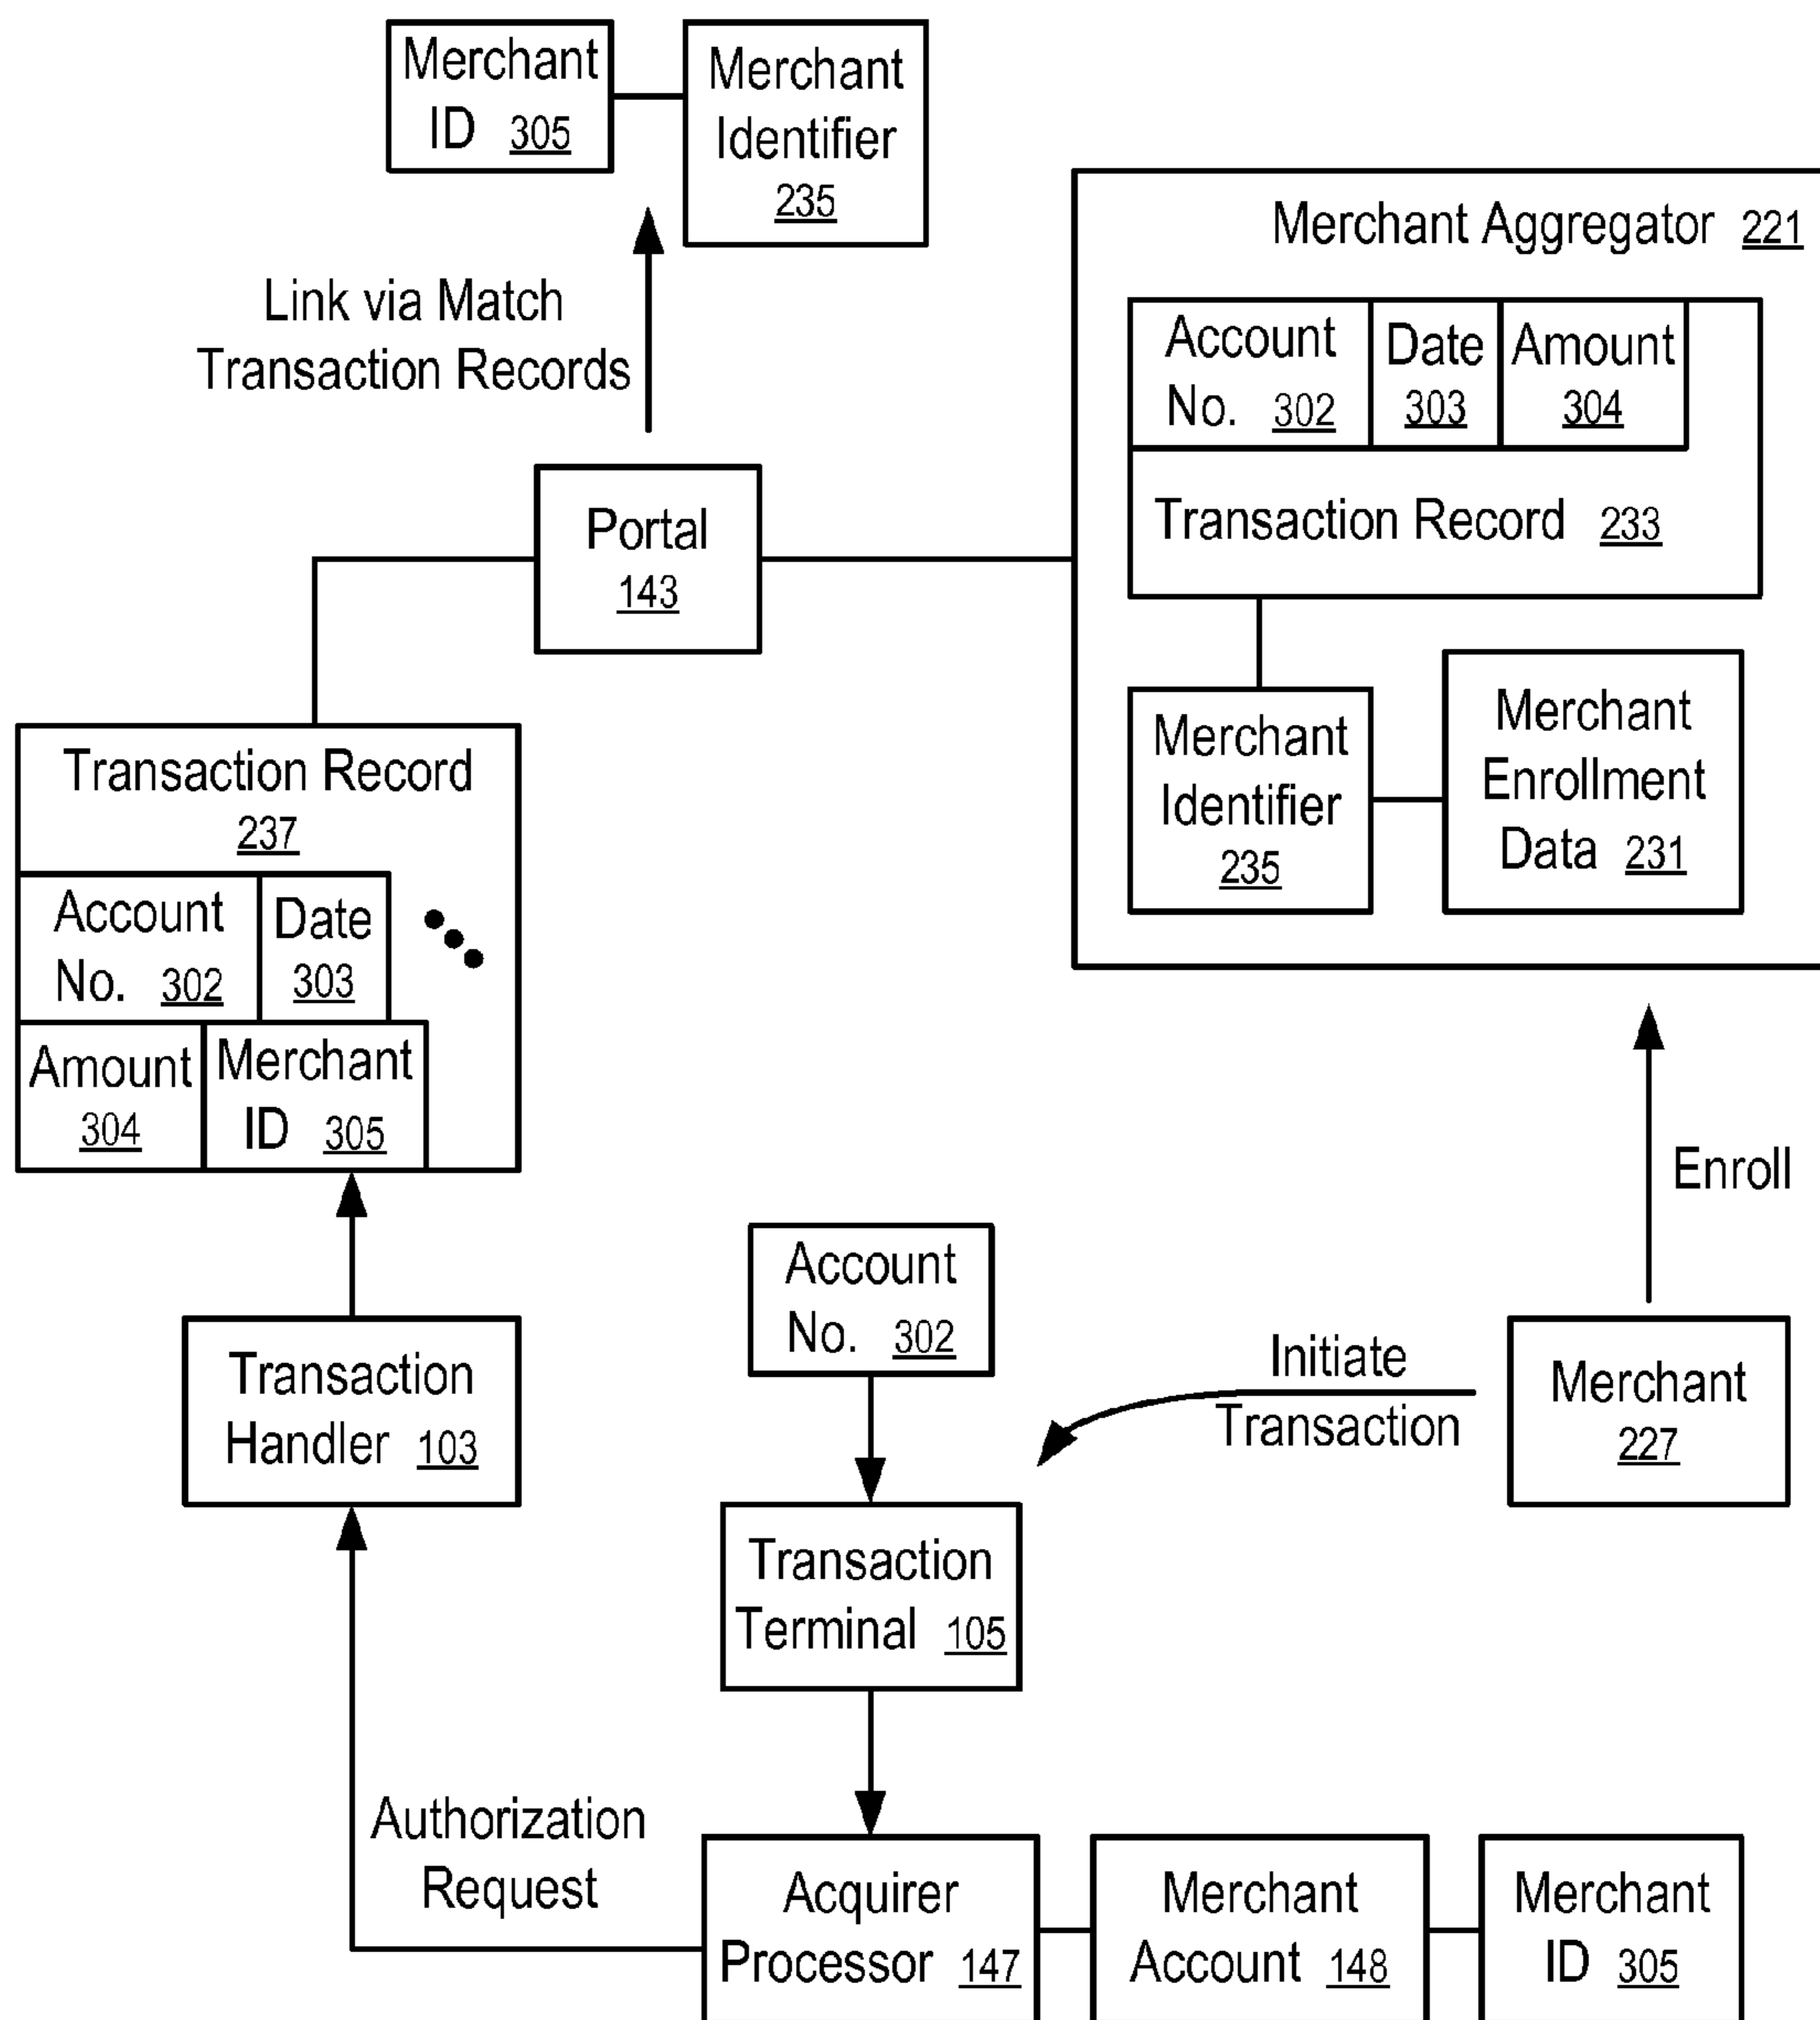 Merchant
ID 305
Merchant
Identifier
235
Link via Match
Transaction Records
Merchant Aggregator 221
Account
No. 302
Date
303
Amount
304
Transaction Record 233
Portal
143
Merchant
Identifier
235
Merchant
Enrollment
Data 231
Transaction Record
237
Account
No. 302
Date
303
Amount
304
Merchant
ID 305
Enroll
Account
No. 302
Transaction
Handler 103
Initiate
Transaction
Merchant
227
Transaction
Terminal 105
Authorization
Request
Acquirer
Processor 147
Merchant
Account 148
Merchant
ID 305